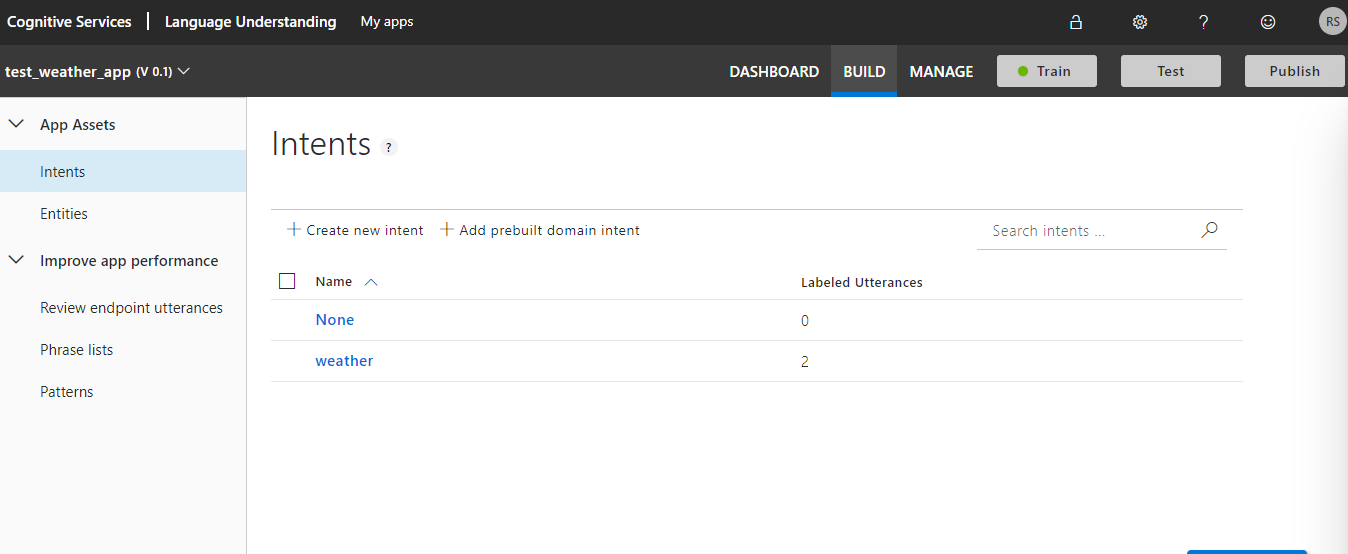 Cognitive Services Language Understanding My apps RS
test_weather_app (V 0.1) DASHBOARD BUILD MANAGE Train Test Publish
App Assets
Intents
Entities
Improve app performance
Review endpoint utterances
Phrase lists
Patterns
Intents ?
Create new intent Add prebuilt domain intent Search intents ...
Name Labeled Utterances
None 0
weather 2